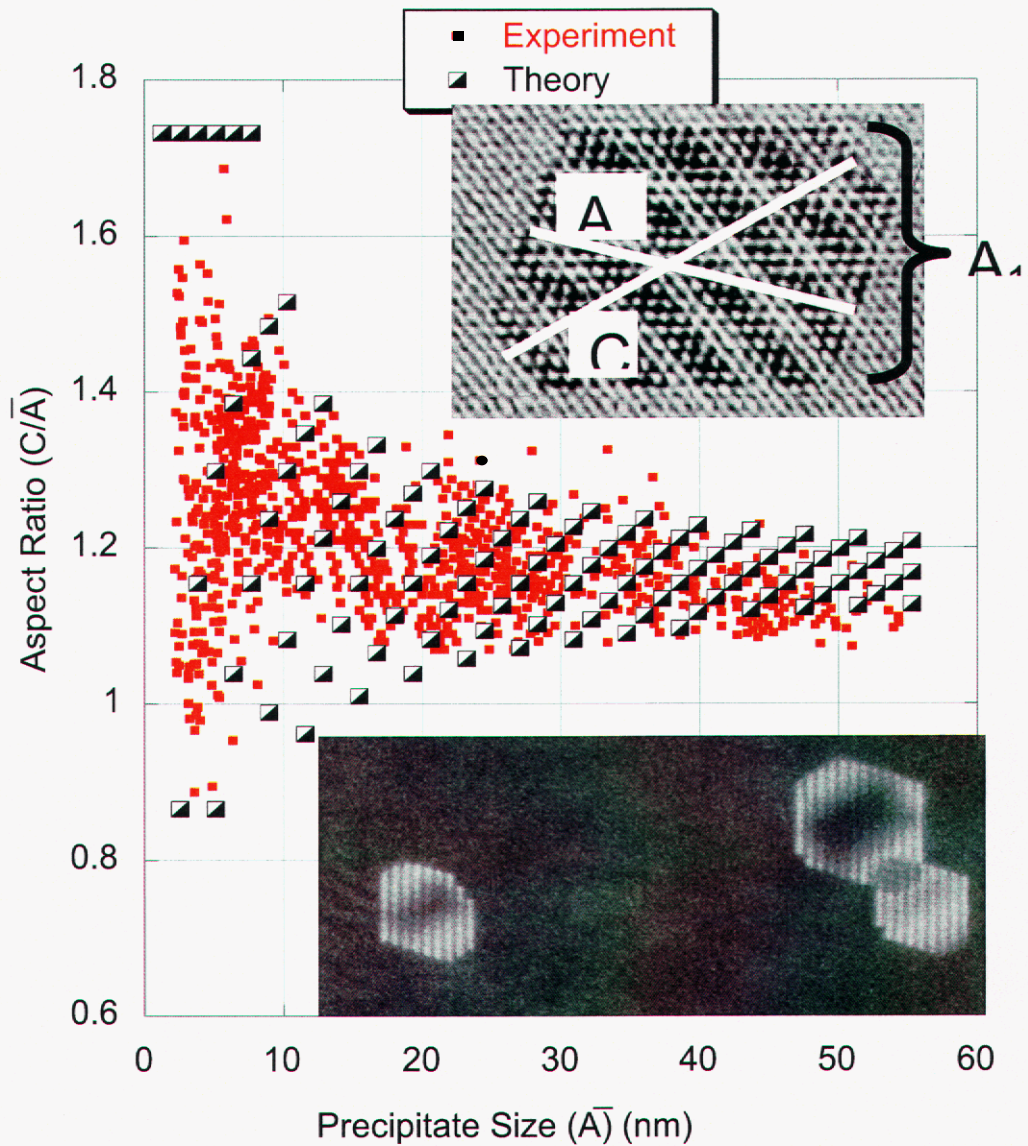 Experiment
Theory
1.8
1.6
1.4
1.2
1
0.8
0.6
A
C
A₁
0 10 20 30 40 50 60
Aspect Ratio (C/A̅)
Precipitate Size (A̅) (nm)